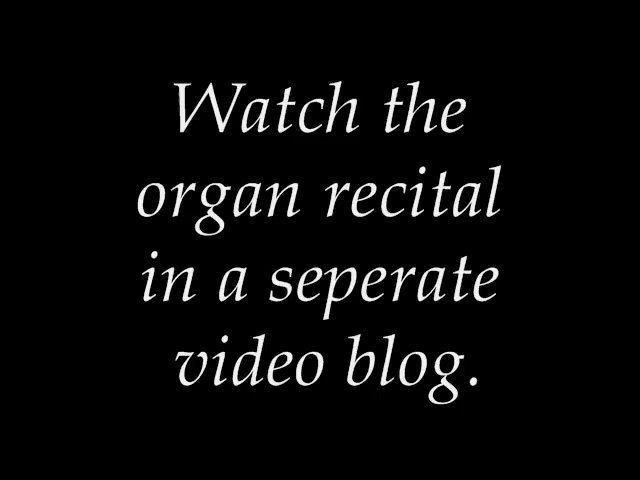 Watch the
organ recital
in a seperate
video blog.